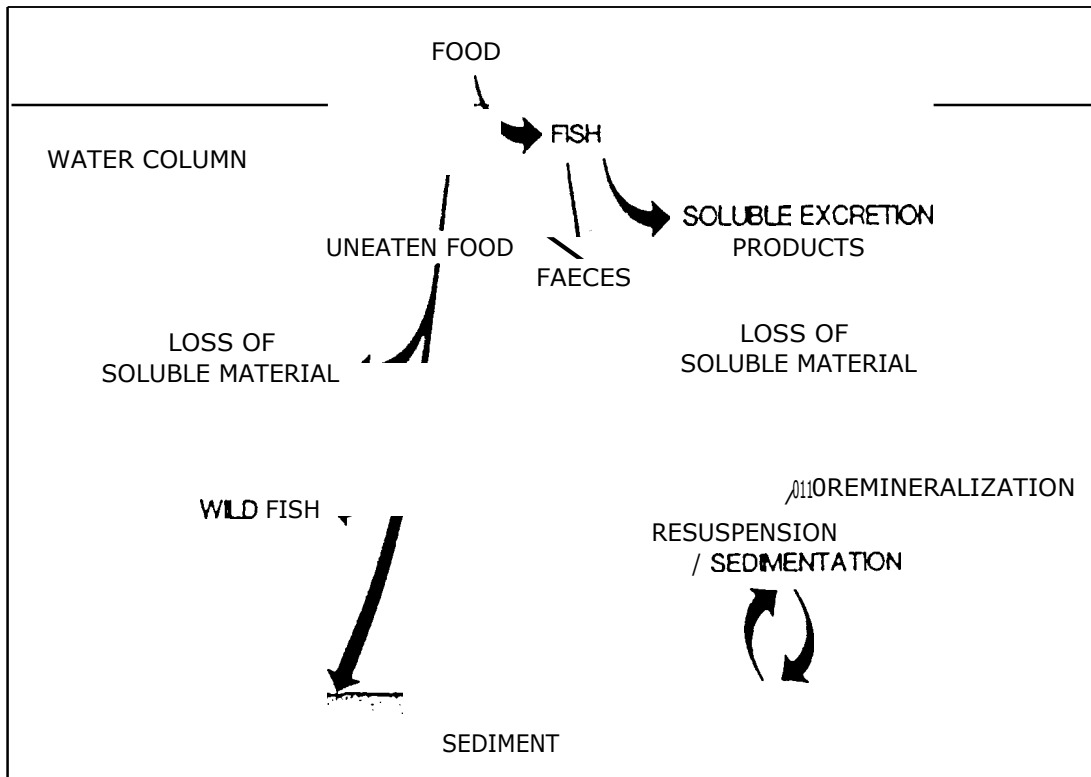 FOOD
FISH
WATER COLUMN
SOLUBLE EXCRETION
PRODUCTS
UNEATEN FOOD
FAECES
LOSS OF
SOLUBLE MATERIAL
LOSS OF
SOLUBLE MATERIAL
WILD FISH
0110REMINERALIZATION
RESUSPENSION
/ SEDIMENTATION
SEDIMENT